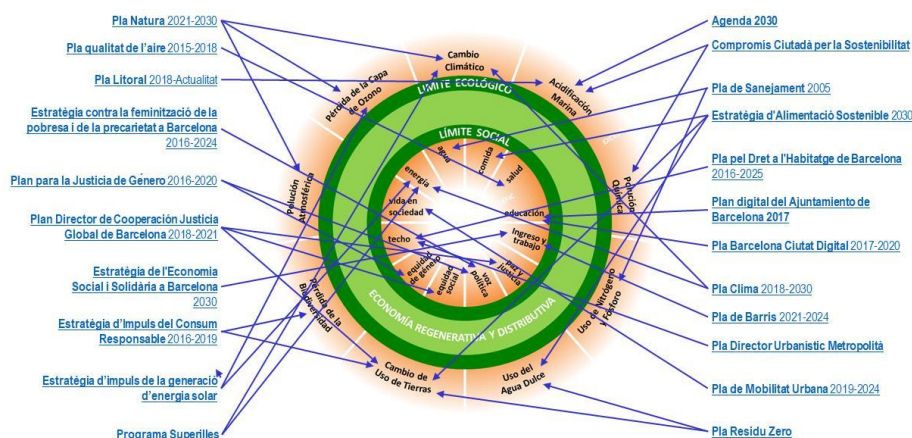 Pla Natura 2021-2030
Pla qualitat de l'aire 2015-2018
Pla Litoral 2018-Actualitat
Estratégia contra la feminització de la
pobresa i de la precarietat a Barcelona
2016-2024
Plan para la Justicia de Género 2016-2020
Plan Director de Cooperación Justicia
Global de Barcelona 2018-2021
Estratégia de l'Economia
Social i Solidària a Barcelona
2030
Estratégia d'Impuls del Consum
Responsable 2016-2019
Estratégia d'impuls de la generació
d'energia solar
Programa Superilles
Cambio
Climático
Pérdida de la Capa
de Ozono
Acidificación
Marina
LÍMITE ECOLÓGICO
LÍMITE SOCIAL
agua
comida
energía
salud
Polución
Atmosférica
Polución
Química
vida en
sociedad
educación
techo
Ingreso y
trabajo
equidad
de género
equidad
social
voz
política
paz y
justicia
Pérdida de la
Biodiversidad
ECONOMÍA REGENERATIVA Y DISTRIBUTIVA
Uso de Nitrógeno
y Fósforo
Cambio de
Uso de Tierras
Uso del
Agua Dulce
Agenda 2030
Compromis Ciutadà per la Sostenibilitat
Pla de Sanejament 2005
Estratégia d'Alimentació Sostenible 2030
Pla pel Dret a l'Habitatge de Barcelona
2016-2025
Plan digital del Ajuntamiento de
Barcelona 2017
Pla Barcelona Ciutat Digital 2017-2020
Pla Clima 2018-2030
Pla de Barris 2021-2024
Pla Director Urbanistic Metropolità
Pla de Mobilitat Urbana 2019-2024
Pla Residu Zero